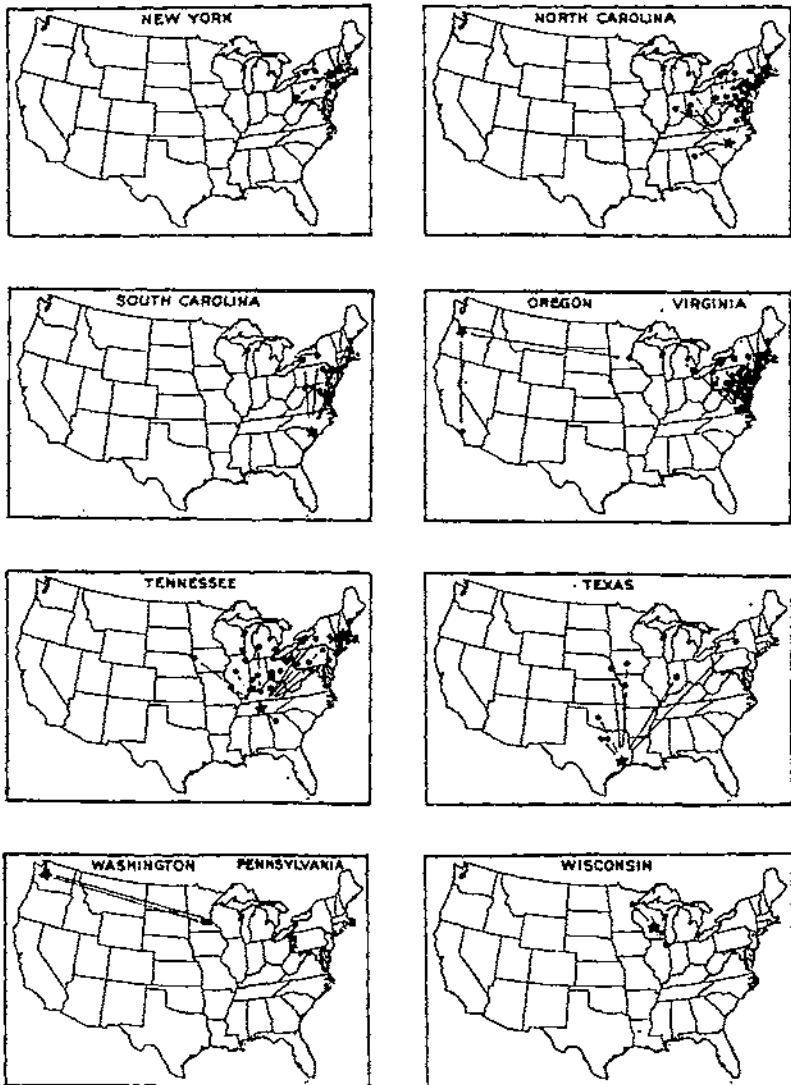 NEW YORK
NORTH CAROLINA
SOUTH CAROLINA
OREGON VIRGINIA
TENNESSEE
TEXAS
WASHINGTON PENNSYLVANIA
WISCONSIN